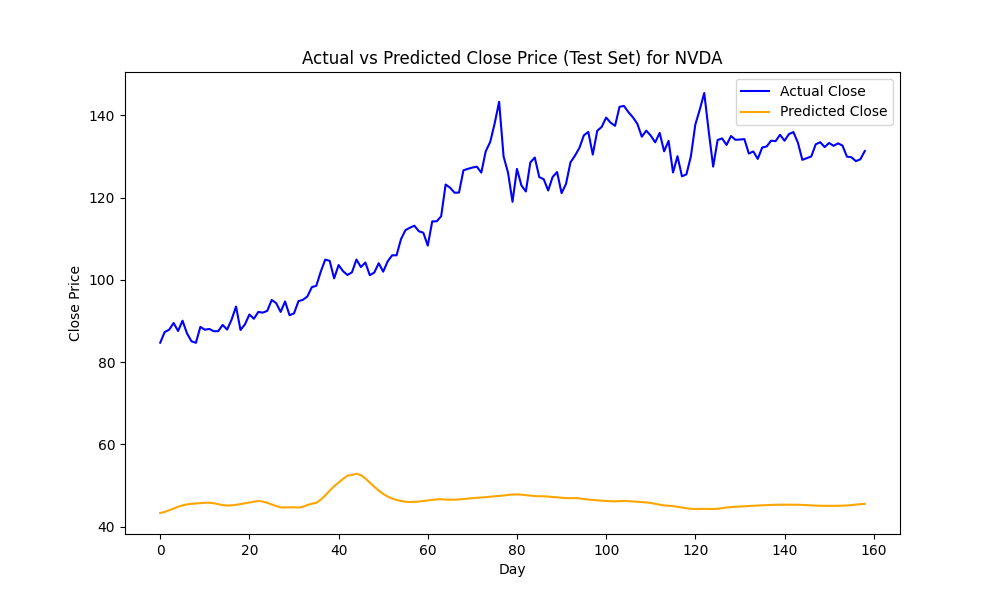 Actual vs Predicted Close Price (Test Set) for NVDA
Actual Close
Predicted Close
Close Price
140
120
100
80
60
40
0 20 40 60 80 100 120 140 160
Day